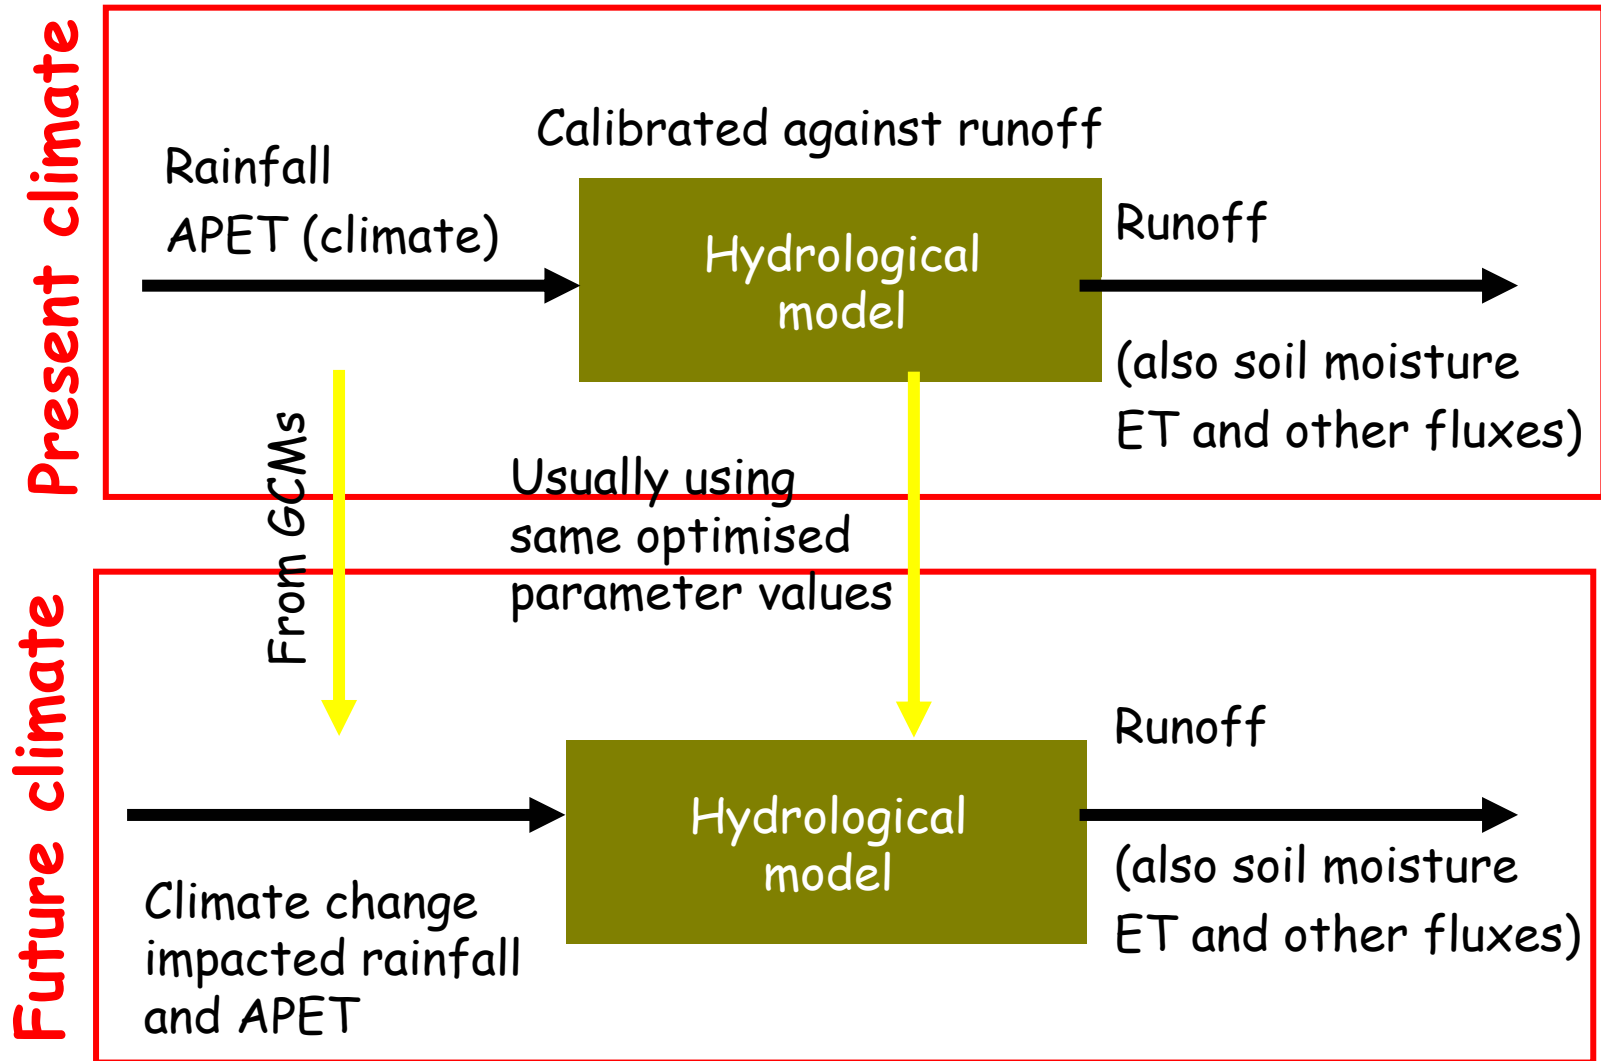 Present climate
Calibrated against runoff
Rainfall
APET (climate)
Hydrological
model
Runoff
(also soil moisture
ET and other fluxes)
From GCMs
Usually using
same optimised
parameter values
Future climate
Climate change
impacted rainfall
and APET
Hydrological
model
Runoff
(also soil moisture
ET and other fluxes)